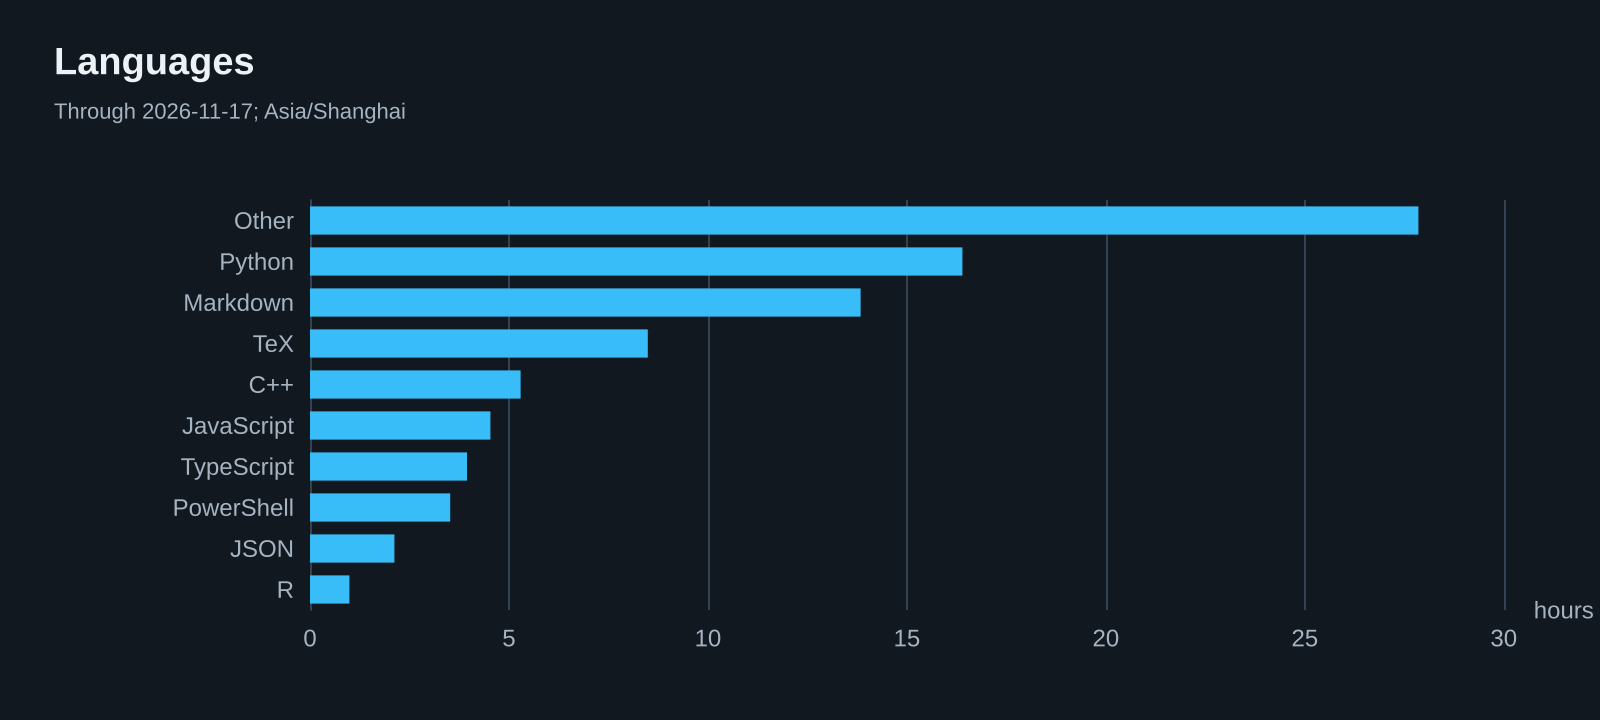 Languages
Through 2026-11-17; Asia/Shanghai
Other
Python
Markdown
TeX
C++
JavaScript
TypeScript
PowerShell
JSON
R
hours
0 5 10 15 20 25 30